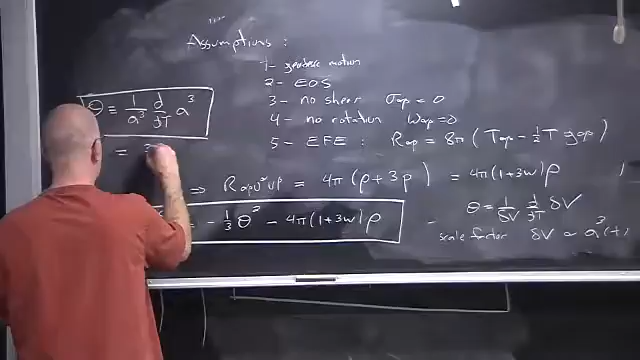 Assumptions :
1- geodesic motion
2- EOS
3- no shear σαβ = 0
4- no rotation ωαβ = 0
5- EFE : Rαβ = 8π ( Tαβ - ½ T gαβ )
θ = 1/a³ d/dτ a³
= 3
⇒ Rαβ u^α u^β = 4π (ρ + 3p) = 4π(1+3w)ρ
= - ⅓ θ² - 4π(1+3w)ρ
- θ = 1/δV d/dτ δV
scale factor δV ∝ a³(t)